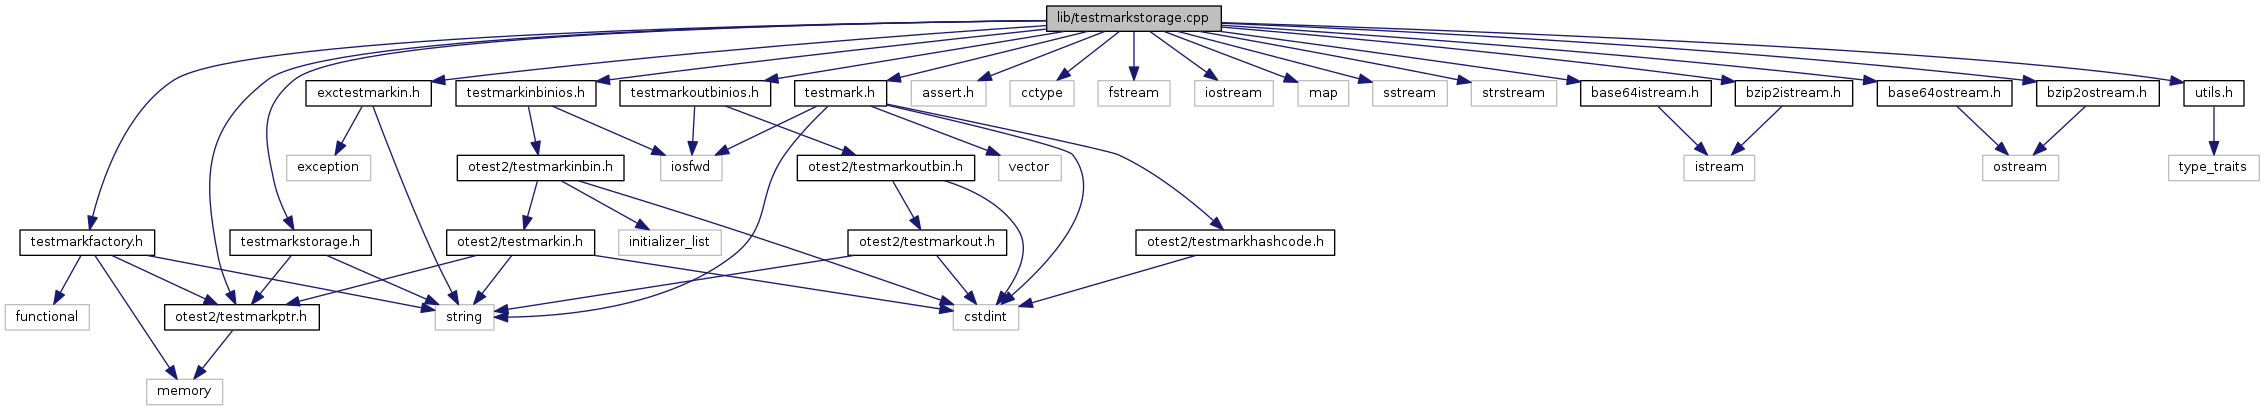 lib/testmarkstorage.cpp
exctestmarkin.h
testmarkinbinios.h
testmarkoutbinios.h
testmark.h
assert.h
cctype
fstream
iostream
map
sstream
strstream
base64istream.h
bzip2istream.h
base64ostream.h
bzip2ostream.h
utils.h
exception
otest2/testmarkinbin.h
iosfwd
otest2/testmarkoutbin.h
vector
istream
ostream
type_traits
testmarkfactory.h
testmarkstorage.h
otest2/testmarkin.h
initializer_list
otest2/testmarkout.h
otest2/testmarkhashcode.h
functional
otest2/testmarkptr.h
string
cstdint
memory